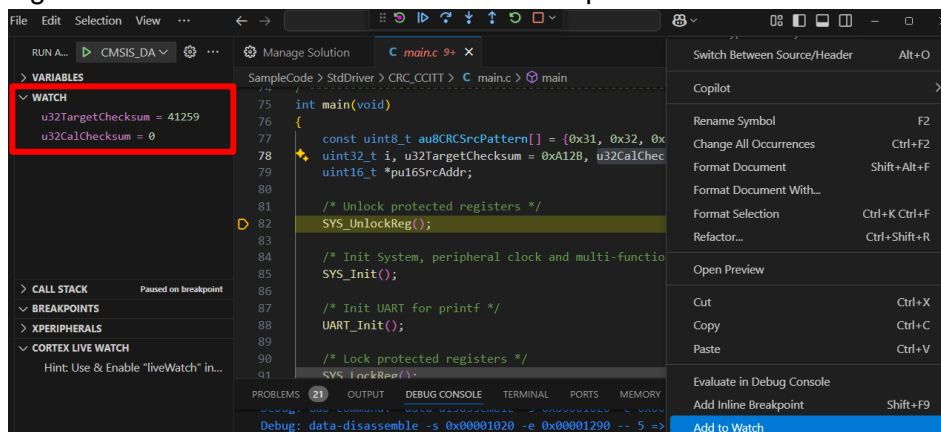 File Edit Selection View ···
RUN A... CMSIS_DA
VARIABLES
WATCH
u32TargetChecksum = 41259
u32CalChecksum = 0
CALL STACK Paused on breakpoint
BREAKPOINTS
XPERIPHERALS
CORTEX LIVE WATCH
Hint: Use & Enable "liveWatch" in...
Manage Solution
C main.c 9+
SampleCode > StdDriver > CRC_CCITT > C main.c > main
74
75 int main(void)
76 {
77 const uint8_t au8CRCSrcPattern[] = {0x31, 0x32, 0x
78 uint32_t i, u32TargetChecksum = 0xA12B, u32CalChec
79 uint16_t *pu16SrcAddr;
80
81 /* Unlock protected registers */
82 SYS_UnlockReg();
83
84 /* Init System, peripheral clock and multi-functio
85 SYS_Init();
86
87 /* Init UART for printf */
88 UART_Init();
89
90 /* Lock protected registers */
91 SYS_LockReg();
PROBLEMS 21 OUTPUT DEBUG CONSOLE TERMINAL PORTS MEMORY
Debug: data-disassemble -s 0x00001020 -e 0x00001290 -- 5 =>
Switch Between Source/Header Alt+O
Copilot
Rename Symbol F2
Change All Occurrences Ctrl+F2
Format Document Shift+Alt+F
Format Document With...
Format Selection Ctrl+K Ctrl+F
Refactor... Ctrl+Shift+R
Open Preview
Cut Ctrl+X
Copy Ctrl+C
Paste Ctrl+V
Evaluate in Debug Console
Add Inline Breakpoint Shift+F9
Add to Watch